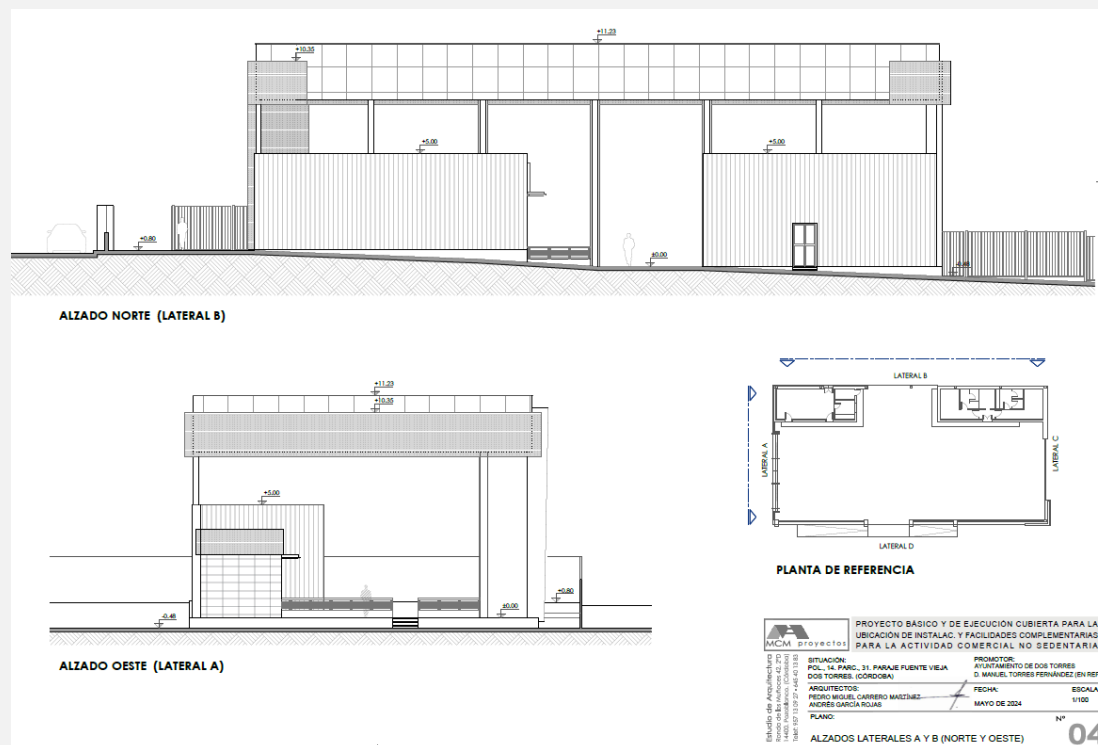 +11.23
+10.35
+5.00
+5.00
+0.80
±0.00
-0.48
ALZADO NORTE (LATERAL B)
+11.23
+10.35
+5.00
-0.48
±0.00
+0.80
ALZADO OESTE (LATERAL A)
LATERAL B
LATERAL A
LATERAL C
LATERAL D
PLANTA DE REFERENCIA
MCM proyectos
PROYECTO BÁSICO Y DE EJECUCIÓN CUBIERTA PARA LA
UBICACIÓN DE INSTALAC. Y FACILIDADES COMPLEMENTARIAS
PARA LA ACTIVIDAD COMERCIAL NO SEDENTARIA
Estudio de Arquitectura
SITUACIÓN:
POL., 14. PARC., 31. PARAJE FUENTE VIEJA
DOS TORRES. (CÓRDOBA)
PROMOTOR:
AYUNTAMIENTO DE DOS TORRES
D. MANUEL TORRES FERNÁNDEZ (EN REP
ARQUITECTOS:
PEDRO MIGUEL CARRERO MARTÍNEZ
ANDRÉS GARCÍA ROJAS
FECHA:
MAYO DE 2024
ESCALA
1/100
PLANO:
ALZADOS LATERALES A Y B (NORTE Y OESTE)
Nº
04